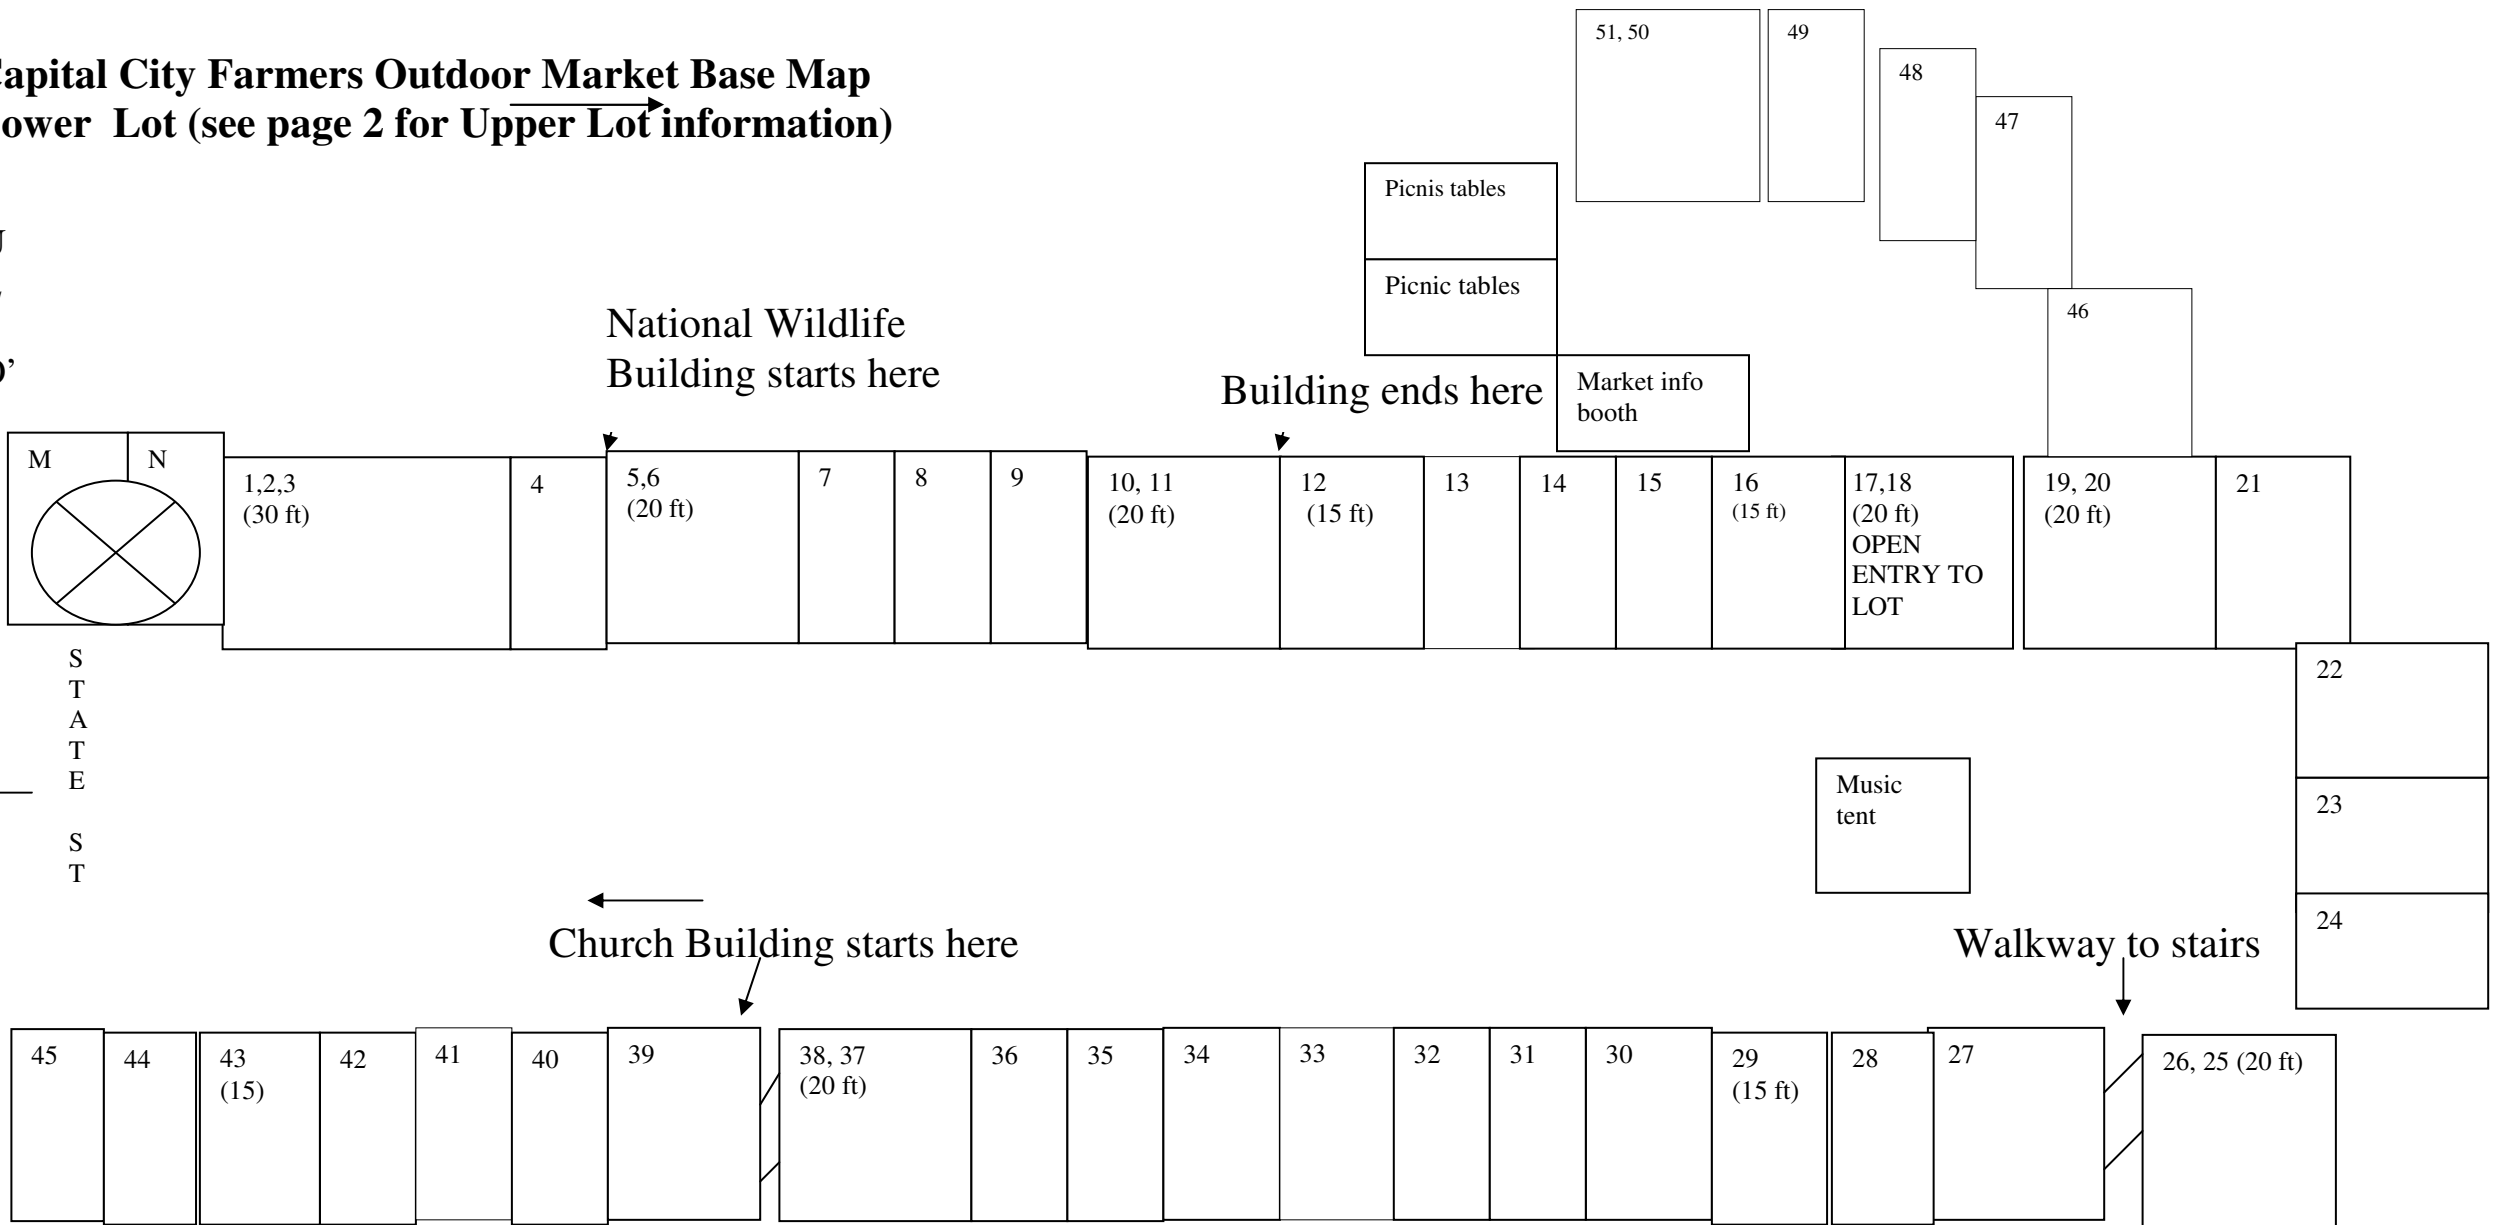 apital City Farmers Outdoor Market Base Map
ower Lot (see page 2 for Upper Lot information)
51, 50
49
48
47
46
Picnis tables
Picnic tables
Market info
booth
National Wildlife
Building starts here
Building ends here
M
N
1,2,3
(30 ft)
4
5,6
(20 ft)
7
8
9
10, 11
(20 ft)
12
(15 ft)
13
14
15
16
(15 ft)
17,18
(20 ft)
OPEN
ENTRY TO
LOT
19, 20
(20 ft)
21
22
23
24
S
T
A
T
E
S
T
Music
tent
Church Building starts here
Walkway to stairs
45
44
43
(15)
42
41
40
39
38, 37
(20 ft)
36
35
34
33
32
31
30
29
(15 ft)
28
27
26, 25 (20 ft)